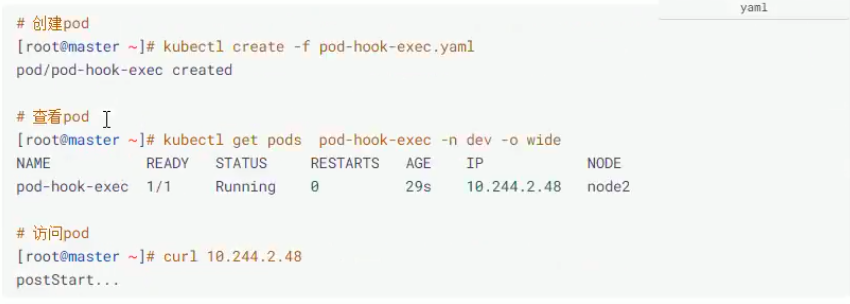 yaml
# 创建pod
[root@master ~]# kubectl create -f pod-hook-exec.yaml
pod/pod-hook-exec created
# 查看pod
[root@master ~]# kubectl get pods  pod-hook-exec -n dev -o wide
NAME           READY   STATUS    RESTARTS   AGE    IP            NODE
pod-hook-exec  1/1     Running   0          29s    10.244.2.48   node2
# 访问pod
[root@master ~]# curl 10.244.2.48
postStart...